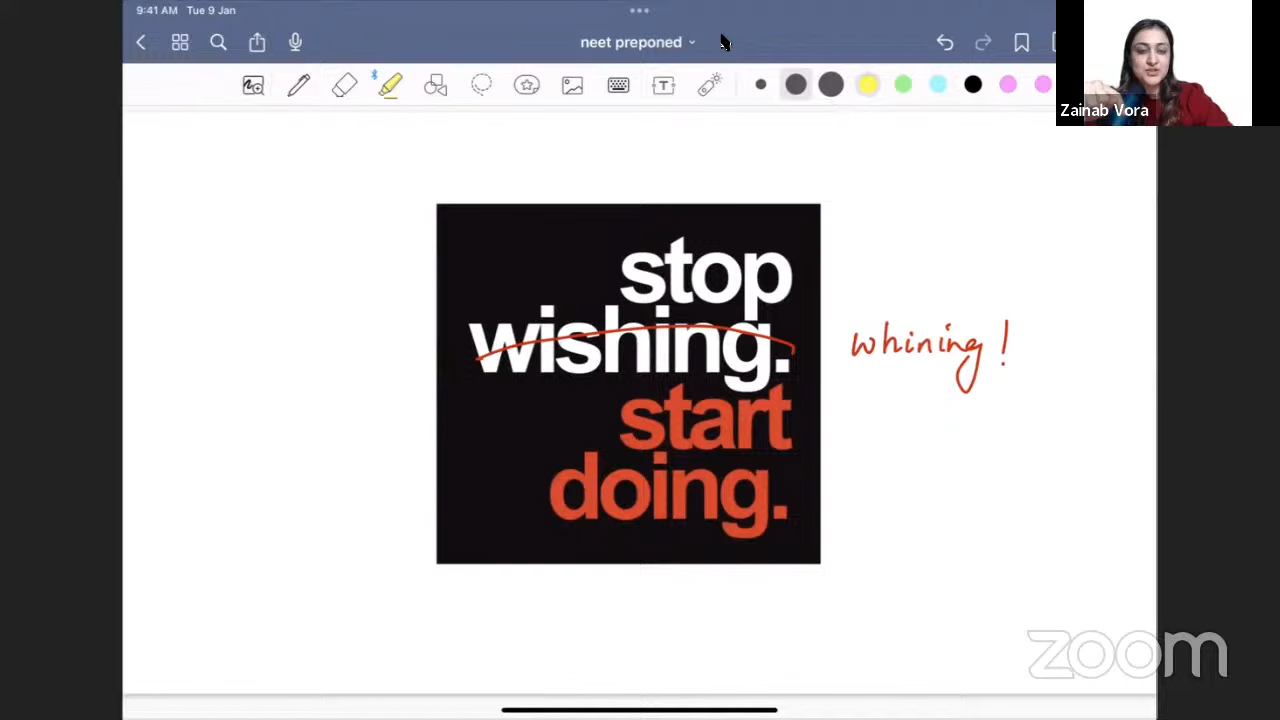 9:41 AM Tue 9 Jan
neet preponed
Zainab Vora
stop
wishing.
whining!
start
doing.
zoom